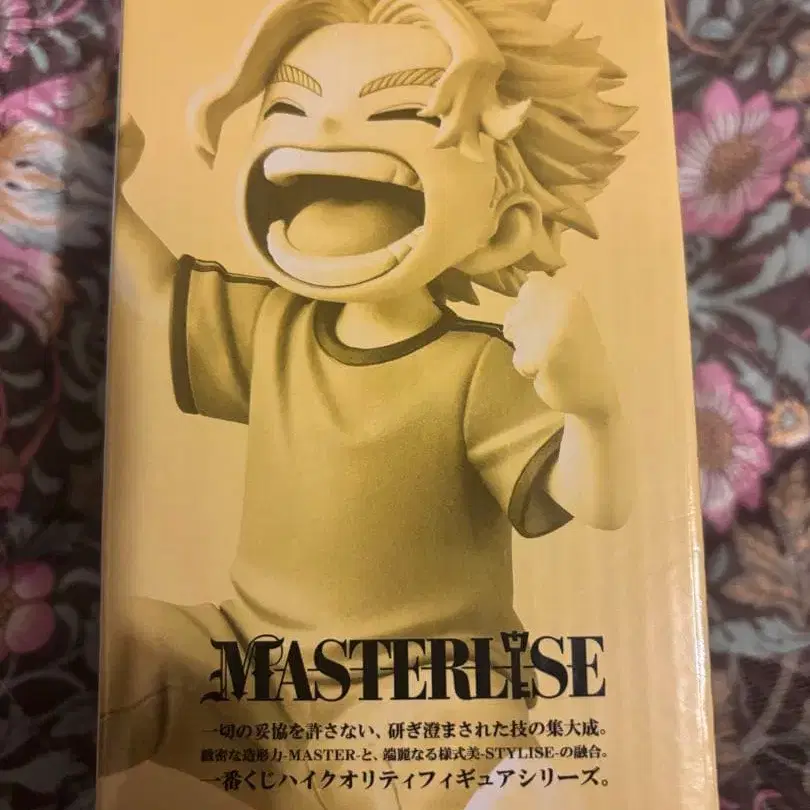 MASTERLISE
一切の妥協を許さない、研ぎ澄まされた技の集大成。
緻密な造形力-MASTER-と、端麗なる様式美-STYLISE-の融合。
一番くじハイクオリティフィギュアシリーズ。